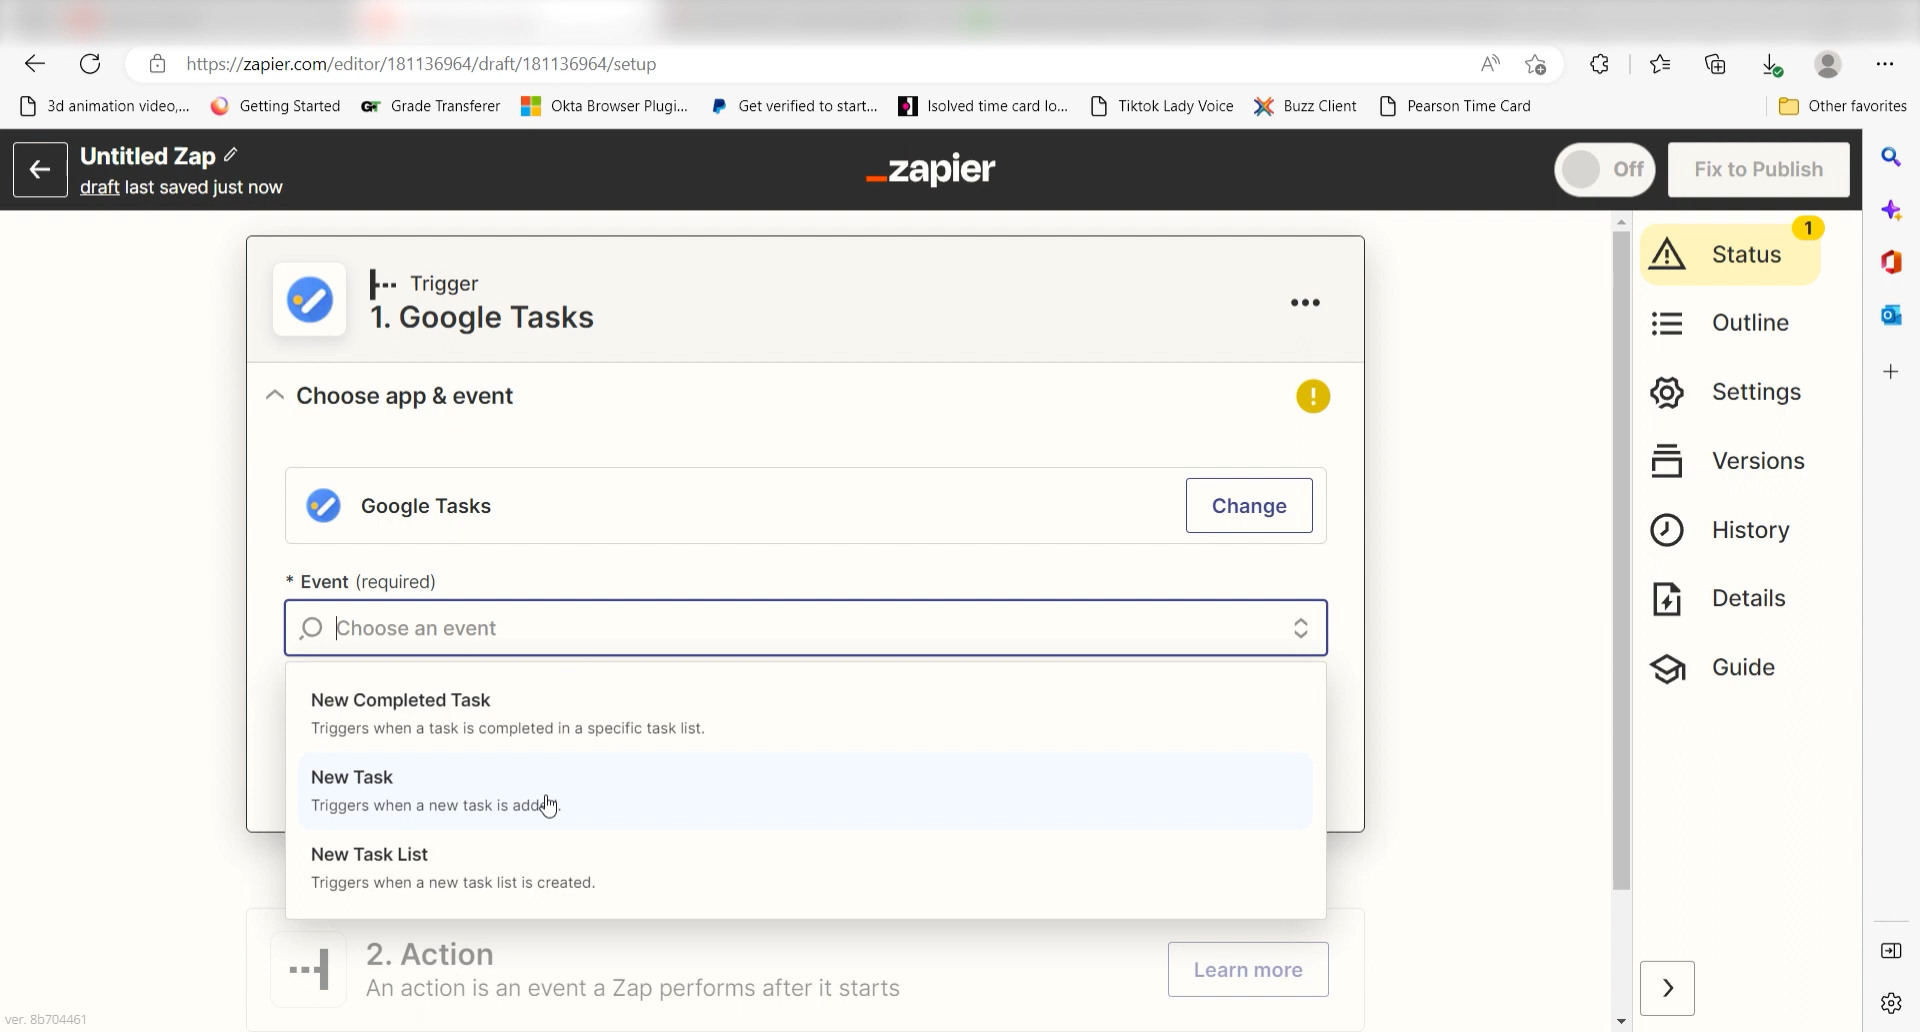 https://zapier.com/editor/181136964/draft/181136964/setup
3d animation video,... Getting Started GT Grade Transferer Okta Browser Plugi... Get verified to start... Isolved time card lo... Tiktok Lady Voice Buzz Client Pearson Time Card Other favorites
Untitled Zap
draft last saved just now
_zapier
Off
Fix to Publish
Trigger
1. Google Tasks
Choose app & event
Google Tasks
Change
* Event (required)
Choose an event
New Completed Task
Triggers when a task is completed in a specific task list.
New Task
Triggers when a new task is added.
New Task List
Triggers when a new task list is created.
2. Action
An action is an event a Zap performs after it starts
Learn more
1
Status
Outline
Settings
Versions
History
Details
Guide
ver. 8b704461